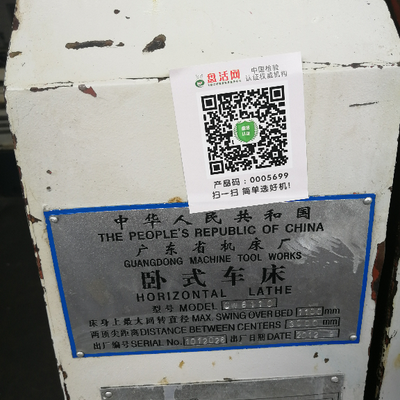 盘活网
中国检验
认证权威机构
产品码:0005699
扫一扫 简单选好机!
中华人民共和国
THE PEOPLE'S REPUBLIC OF CHINA
广东省机床厂
GUANGDONG MACHINE TOOL WORKS
卧式车床
HORIZONTAL LATHE
型号 MODEL
床身上最大回转直径 MAX. SWING OVER BED 1100 mm
两顶尖距离 DISTANCE BETWEEN CENTERS mm
出厂编号 SERIAL No. 出厂日期 DATE